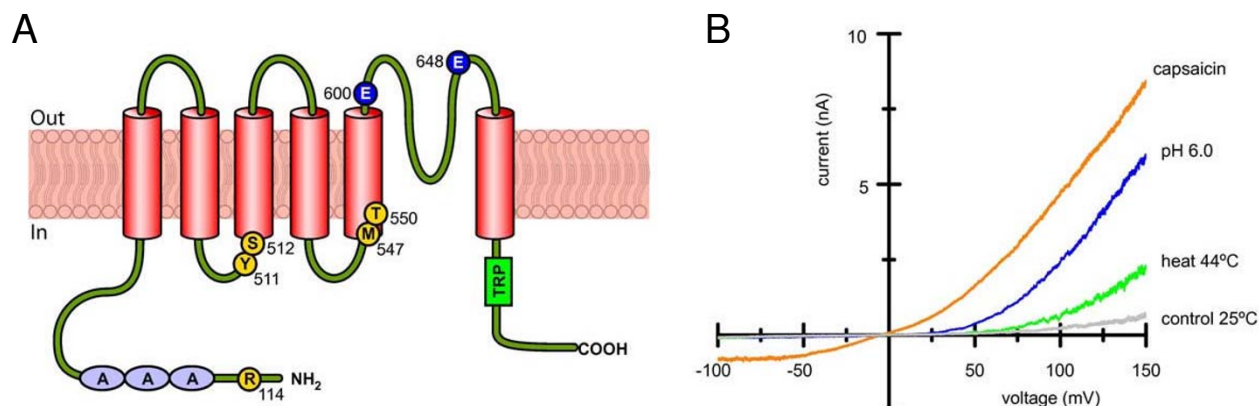 A
B
Out
In
600
E
648
E
S
512
Y
511
T
550
M
547
TRP
COOH
A A A R NH2
114
10
5
current (nA)
capsaicin
pH 6.0
heat 44ºC
control 25ºC
-100 -50 50 100 150
voltage (mV)